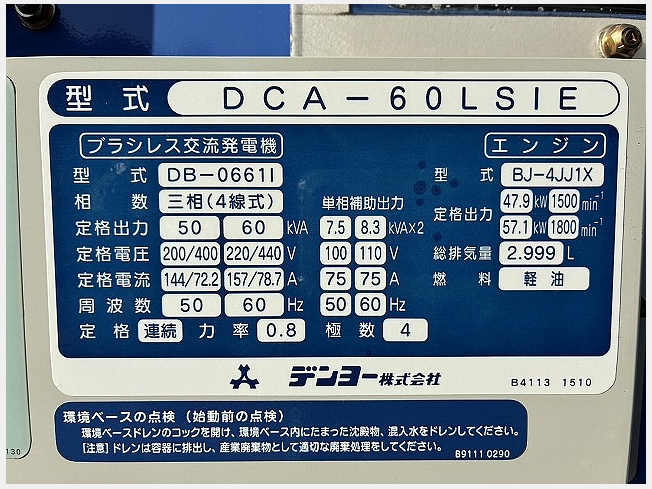 型式 DCA-60LSIE
ブラシレス交流発電機
型式 DB-0661I
相数 三相(4線式)
定格出力 50 60 kVA
定格電圧 200/400 220/440 V
定格電流 144/72.2 157/78.7 A
周波数 50 60 Hz
定格 連続 力率 0.8 極数 4
単相補助出力
7.5 8.3 kVA×2
100 110 V
75 75 A
50 60 Hz
エンジン
型式 BJ-4JJ1X
定格出力 47.9 kW 1500 min⁻¹
57.1 kW 1800 min⁻¹
総排気量 2.999 L
燃料 軽油
デンヨー株式会社
B4113 1510
環境ベースの点検(始動前の点検)
環境ベースドレンのコックを開け、環境ベース内にたまった沈殿物、混入水をドレンしてください。
[注意]ドレンは容器に排出し、産業廃棄物として適切な廃棄処理をしてください。
B9111 0290
130